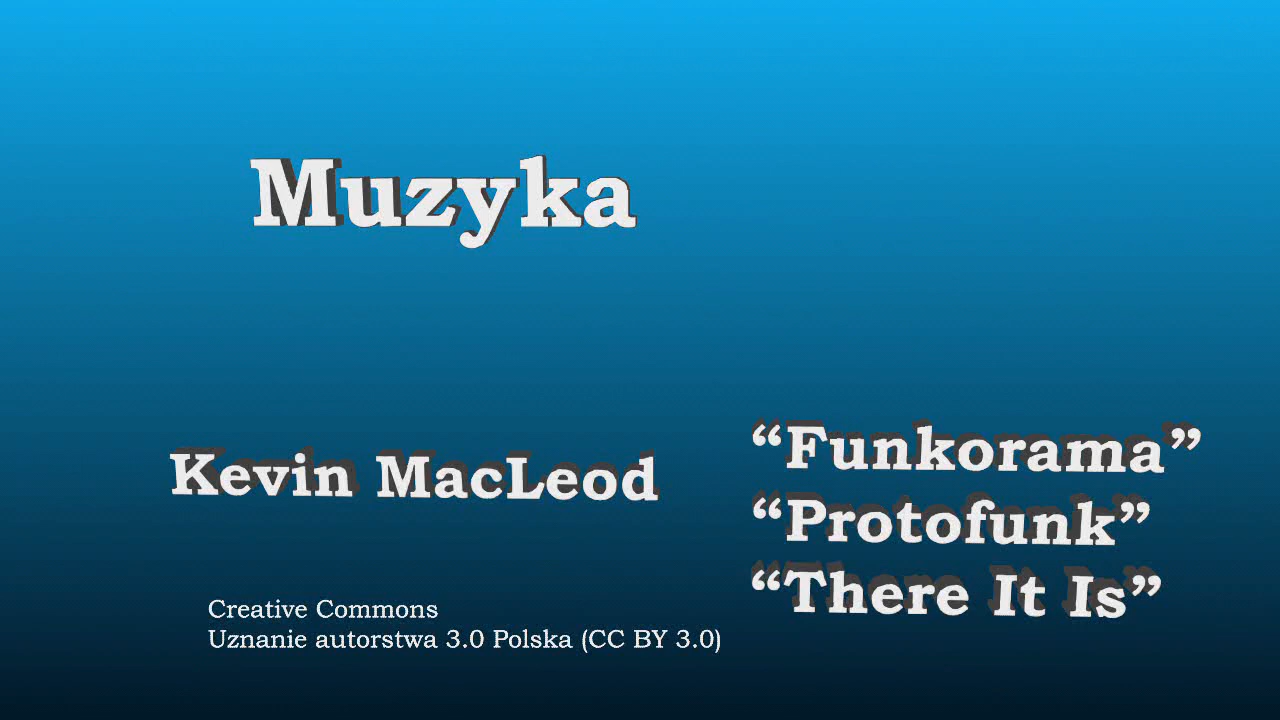 Muzyka
Kevin MacLeod
“Funkorama”
“Protofunk”
“There It Is”
Creative Commons
Uznanie autorstwa 3.0 Polska (CC BY 3.0)